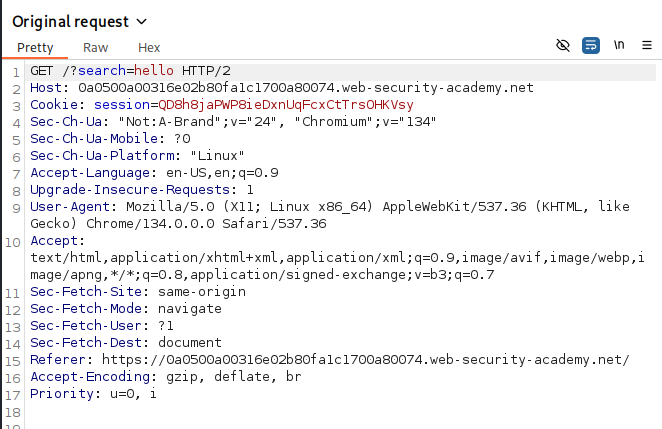 Original request
Pretty Raw Hex \n
1 GET /?search=hello HTTP/2
2 Host: 0a0500a00316e02b80fa1c1700a80074.web-security-academy.net
3 Cookie: session=QD8h8jaPWP8ieDxnUqFcxCtTrsOHKVsy
4 Sec-Ch-Ua: "Not:A-Brand";v="24", "Chromium";v="134"
5 Sec-Ch-Ua-Mobile: ?0
6 Sec-Ch-Ua-Platform: "Linux"
7 Accept-Language: en-US,en;q=0.9
8 Upgrade-Insecure-Requests: 1
9 User-Agent: Mozilla/5.0 (X11; Linux x86_64) AppleWebKit/537.36 (KHTML, like
Gecko) Chrome/134.0.0.0 Safari/537.36
10 Accept:
text/html,application/xhtml+xml,application/xml;q=0.9,image/avif,image/webp,i
mage/apng,*/*;q=0.8,application/signed-exchange;v=b3;q=0.7
11 Sec-Fetch-Site: same-origin
12 Sec-Fetch-Mode: navigate
13 Sec-Fetch-User: ?1
14 Sec-Fetch-Dest: document
15 Referer: https://0a0500a00316e02b80fa1c1700a80074.web-security-academy.net/
16 Accept-Encoding: gzip, deflate, br
17 Priority: u=0, i
18
19